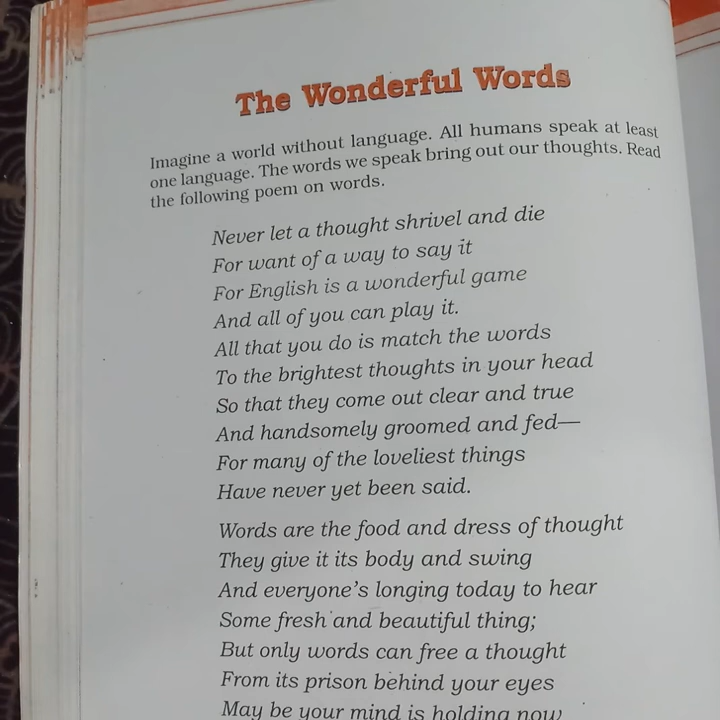 The Wonderful Words
Imagine a world without language. All humans speak at least
one language. The words we speak bring out our thoughts. Read
the following poem on words.
Never let a thought shrivel and die
For want of a way to say it
For English is a wonderful game
And all of you can play it.
All that you do is match the words
To the brightest thoughts in your head
So that they come out clear and true
And handsomely groomed and fed—
For many of the loveliest things
Have never yet been said.
Words are the food and dress of thought
They give it its body and swing
And everyone's longing today to hear
Some fresh and beautiful thing;
But only words can free a thought
From its prison behind your eyes
May be your mind is holding now